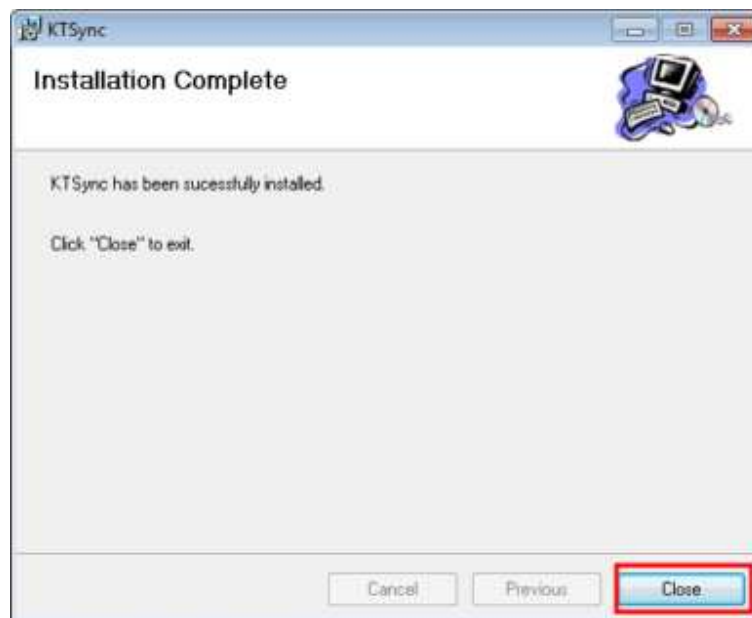 KTSync
Installation Complete
KTSync has been sucessfully installed.
Click "Close" to exit.
Cancel
Previous
Close